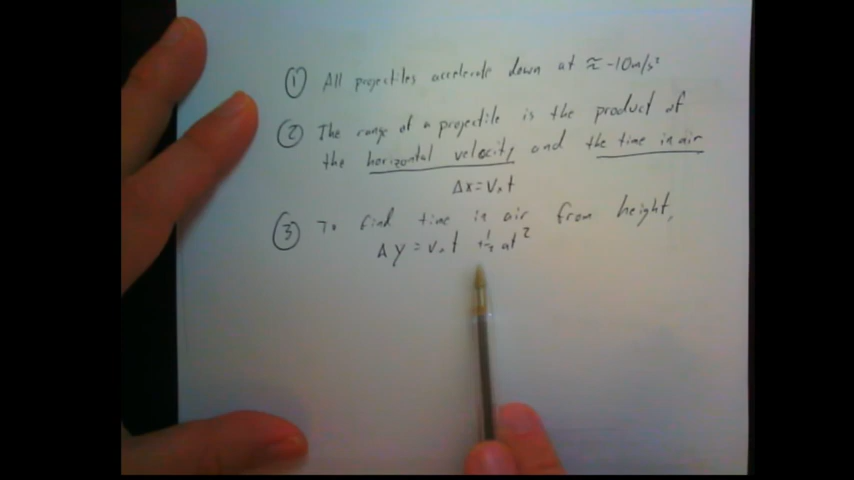 ① All projectiles accelerate down at ≈ -10m/s²
② The range of a projectile is the product of
the horizontal velocity and the time in air
Δx = v₀t
③ To find time in air from height,
Δy = v₀t + ½ at²